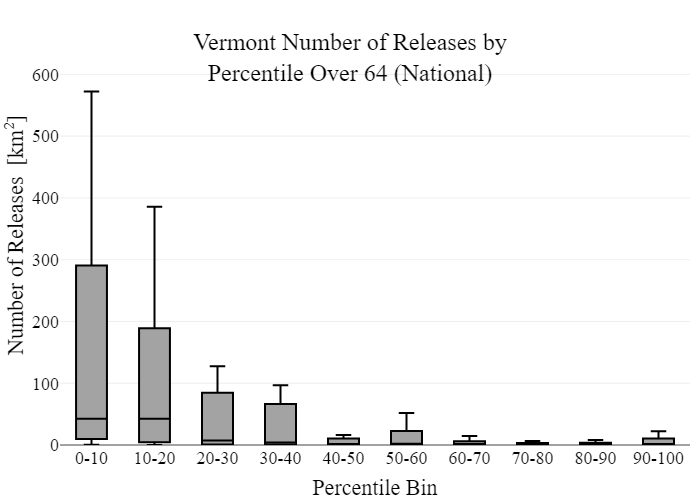 Vermont Number of Releases by
Percentile Over 64 (National)
Number of Releases [km²]
600
500
400
300
200
100
0
0-10 10-20 20-30 30-40 40-50 50-60 60-70 70-80 80-90 90-100
Percentile Bin